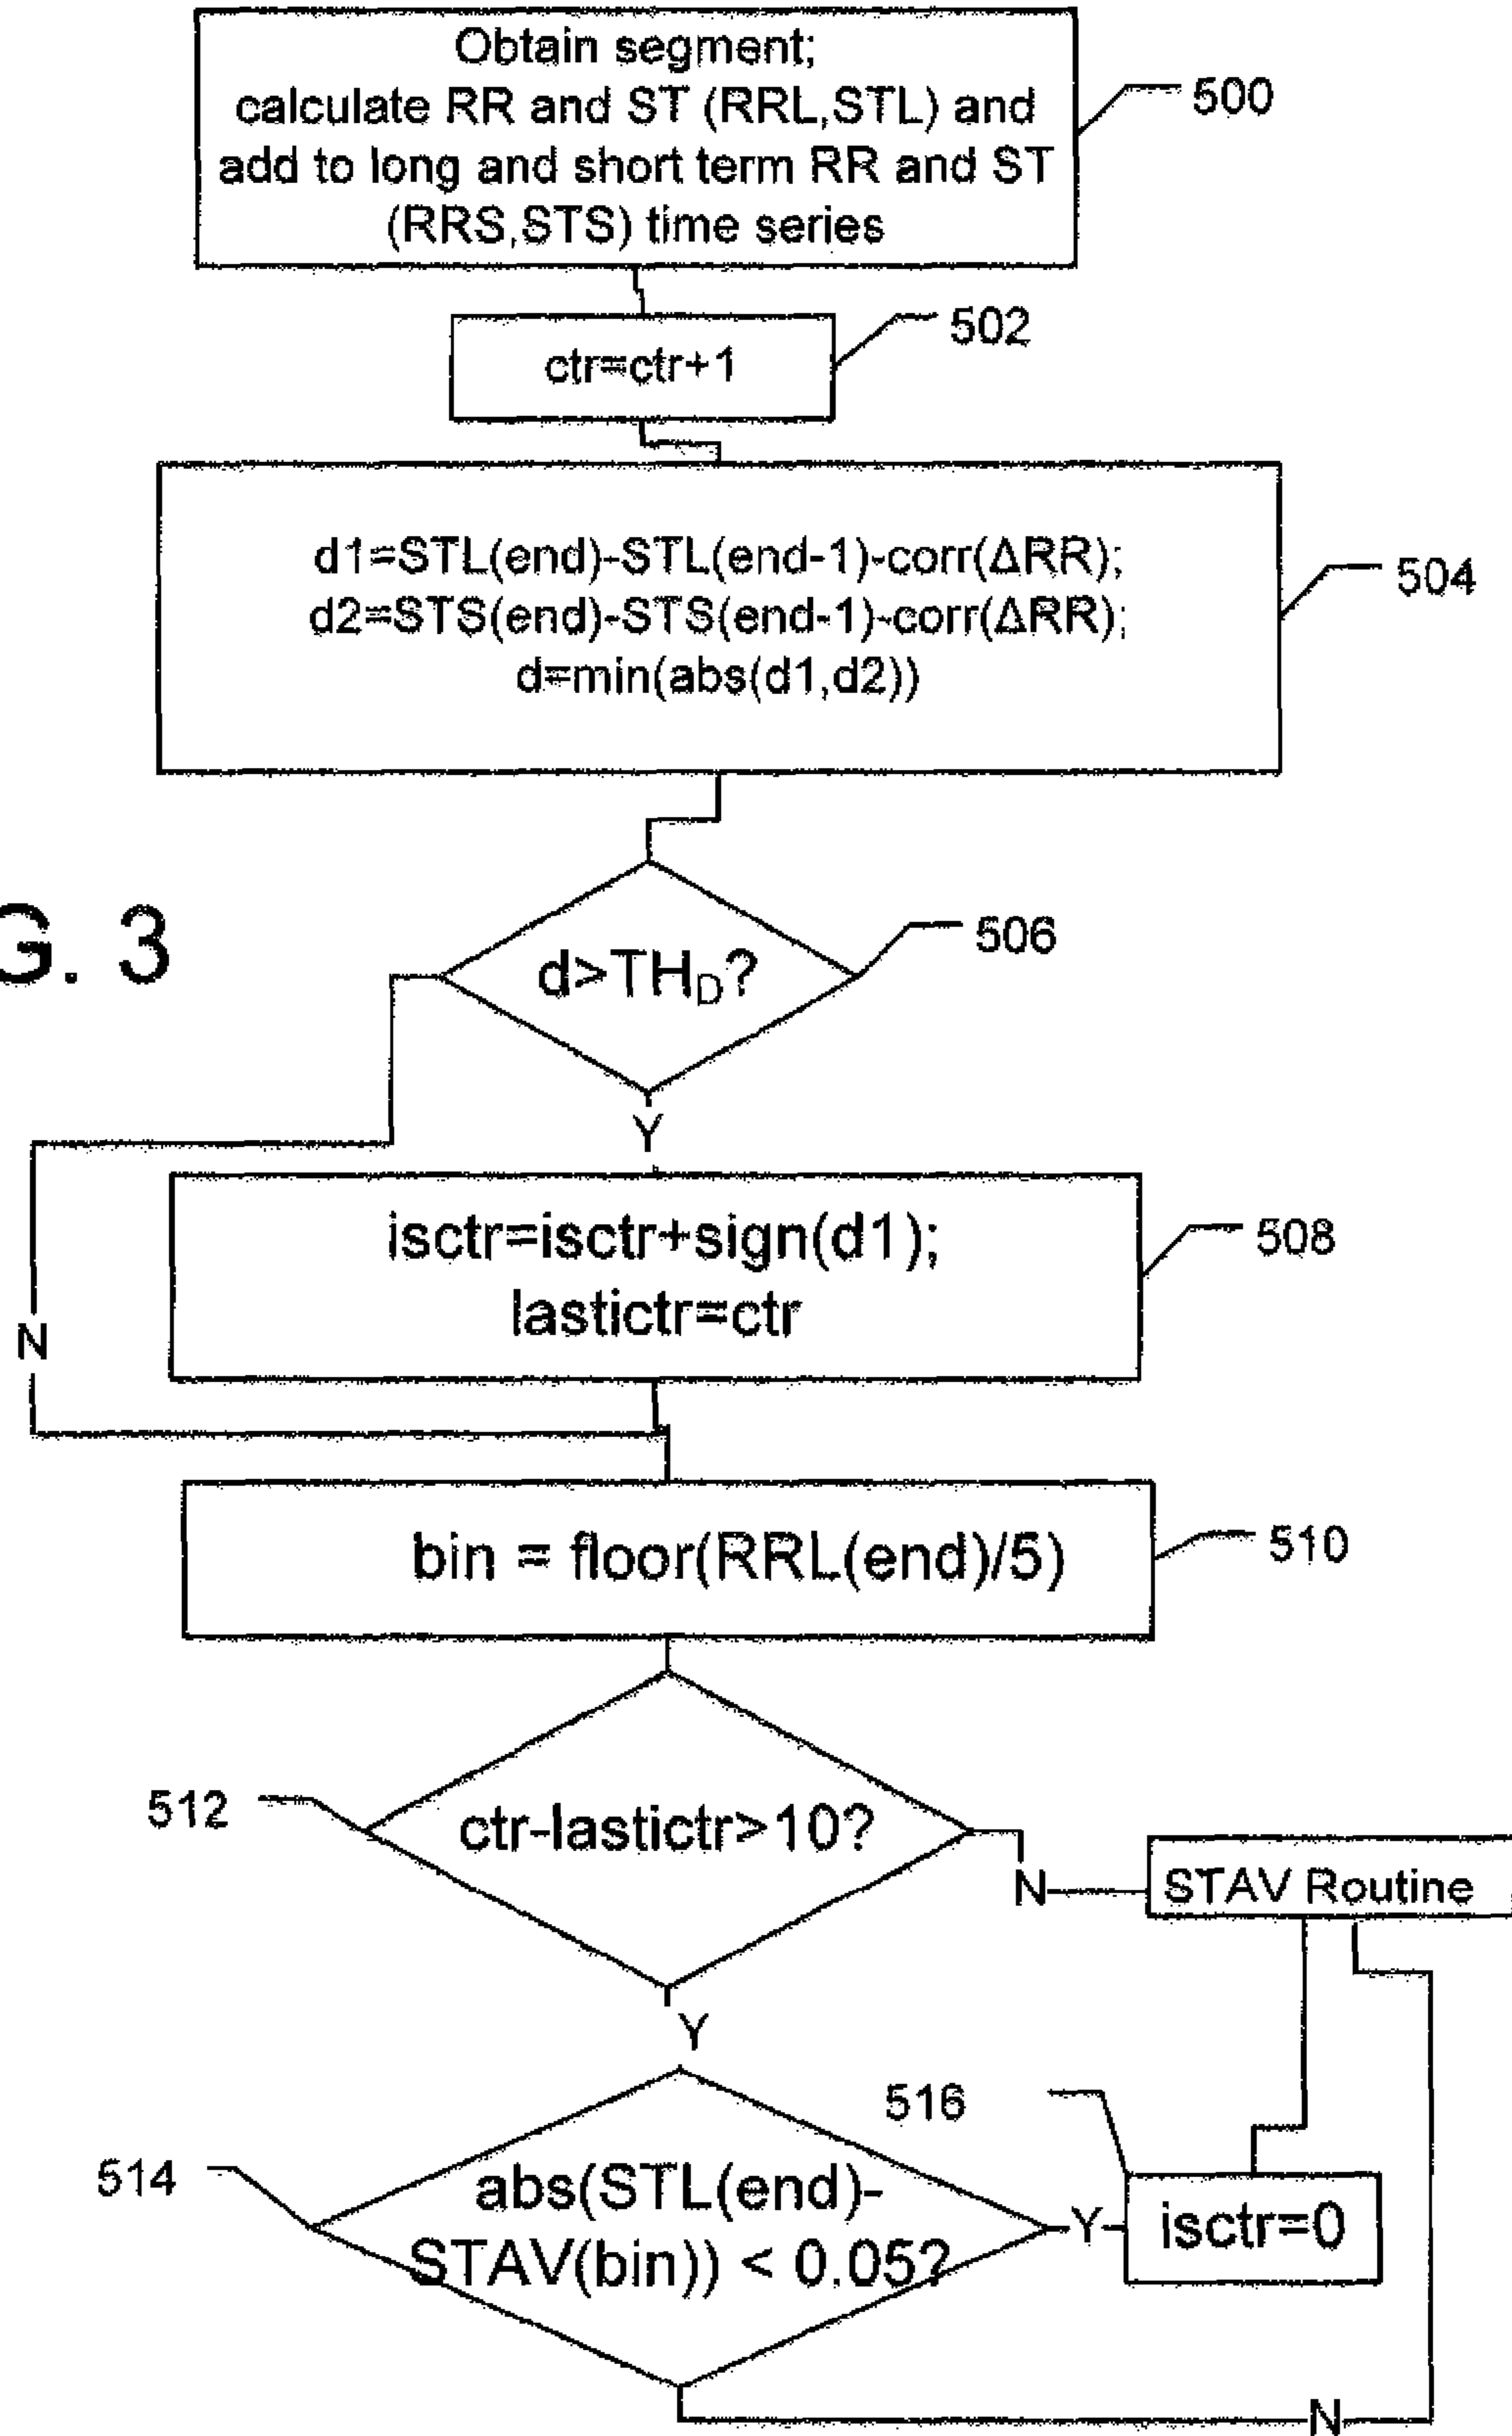 Obtain segment;
calculate RR and ST (RRL,STL) and
add to long and short term RR and ST
(RRS,STS) time series
500
ctr=ctr+1
502
d1=STL(end)-STL(end-1)-corr(ΔRR);
d2=STS(end)-STS(end-1)-corr(ΔRR);
d=min(abs(d1,d2))
504
G. 3
d>TH_D?
506
Y
isctr=isctr+sign(d1);
lastictr=ctr
508
N
bin = floor(RRL(end)/5)
510
512
ctr-lastictr>10?
N
STAV Routine
Y
516
514
abs(STL(end)-
STAV(bin)) < 0.05?
Y
isctr=0
N